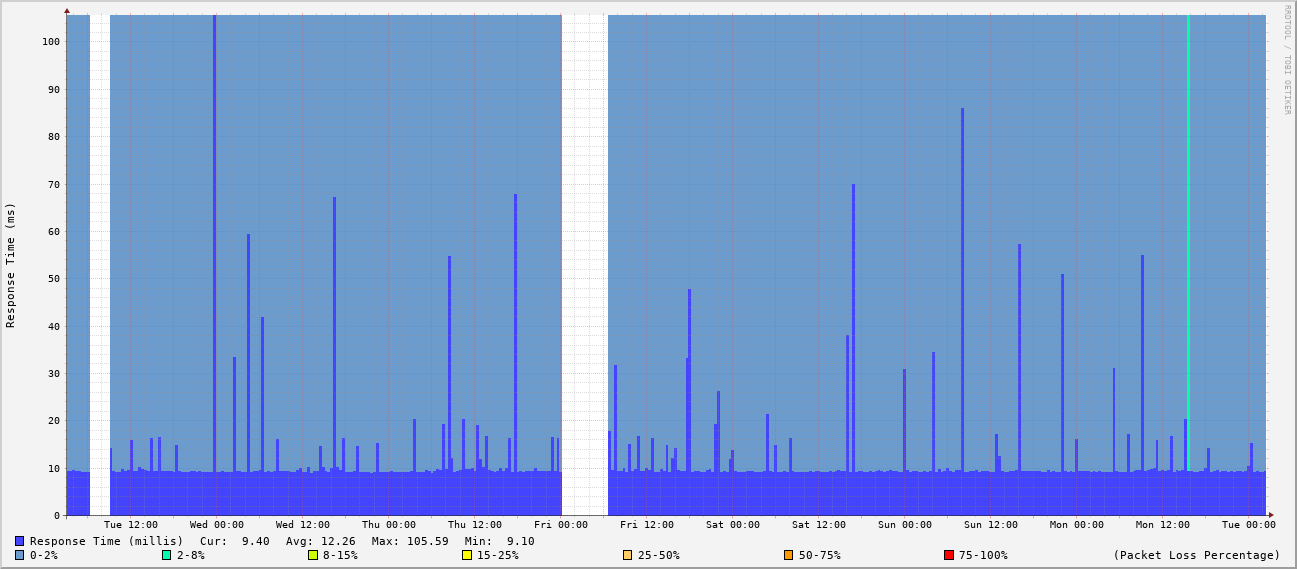 RRDTOOL / TOBI OETIKER
Response Time (ms)
100
90
80
70
60
50
40
30
20
10
0
Tue 12:00 Wed 00:00 Wed 12:00 Thu 00:00 Thu 12:00 Fri 00:00 Fri 12:00 Sat 00:00 Sat 12:00 Sun 00:00 Sun 12:00 Mon 00:00 Mon 12:00 Tue 00:00
Response Time (millis) Cur: 9.40 Avg: 12.26 Max: 105.59 Min: 9.10
0-2% 2-8% 8-15% 15-25% 25-50% 50-75% 75-100% (Packet Loss Percentage)